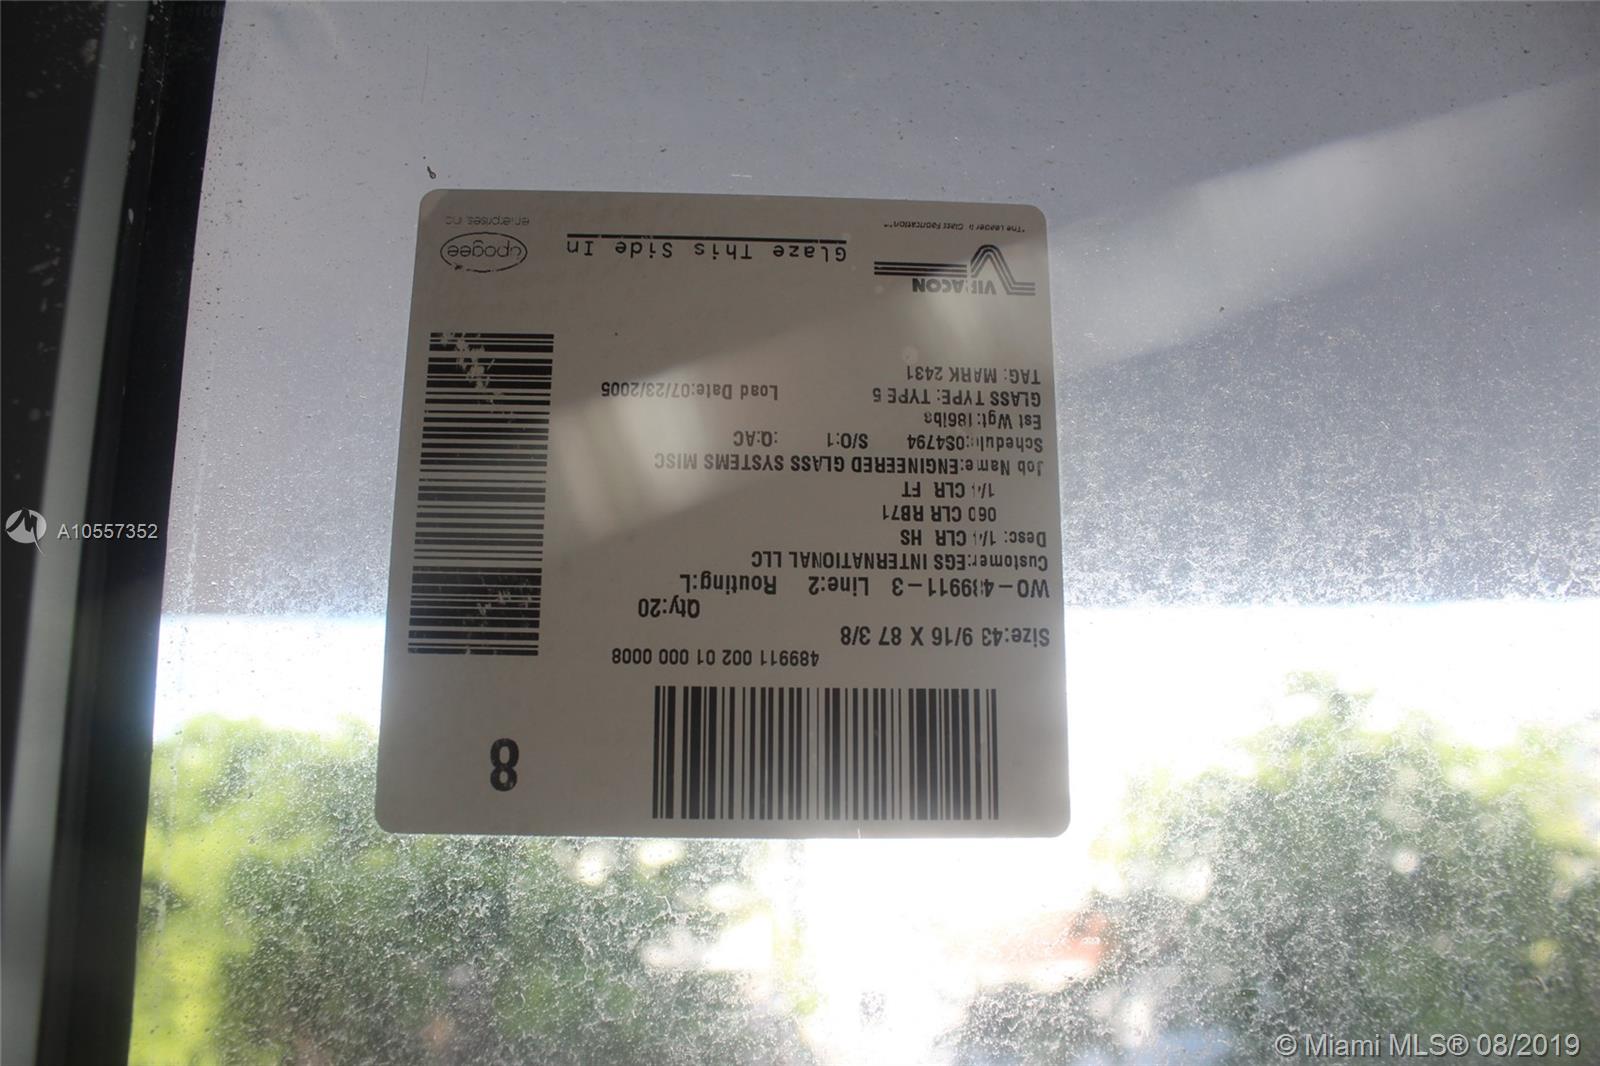 8
489911 002 01 000 0008
Size:43 9/16 X 87 3/8
Qty:20
WO-489911-3 Line:2 Routing:L
Customer:EGS INTERNATIONAL LLC
Desc: 1/4 CLR HS
060 CLR RB71
1/4 CLR FT
Job Name:ENGINEERED GLASS SYSTEMS MISC
Schedule:0S4794 S/O:1 :Q:AC
Est Wgt:186lbs
GLASS TYPE: TYPE 5 Load Date:07/23/2005
TAG: MARK 2431
VIRACON
"The Leader in Glass Fabrication"™
Glaze This Side In
apogee
enterprises, inc.
A10557352
© Miami MLS® 08/2019